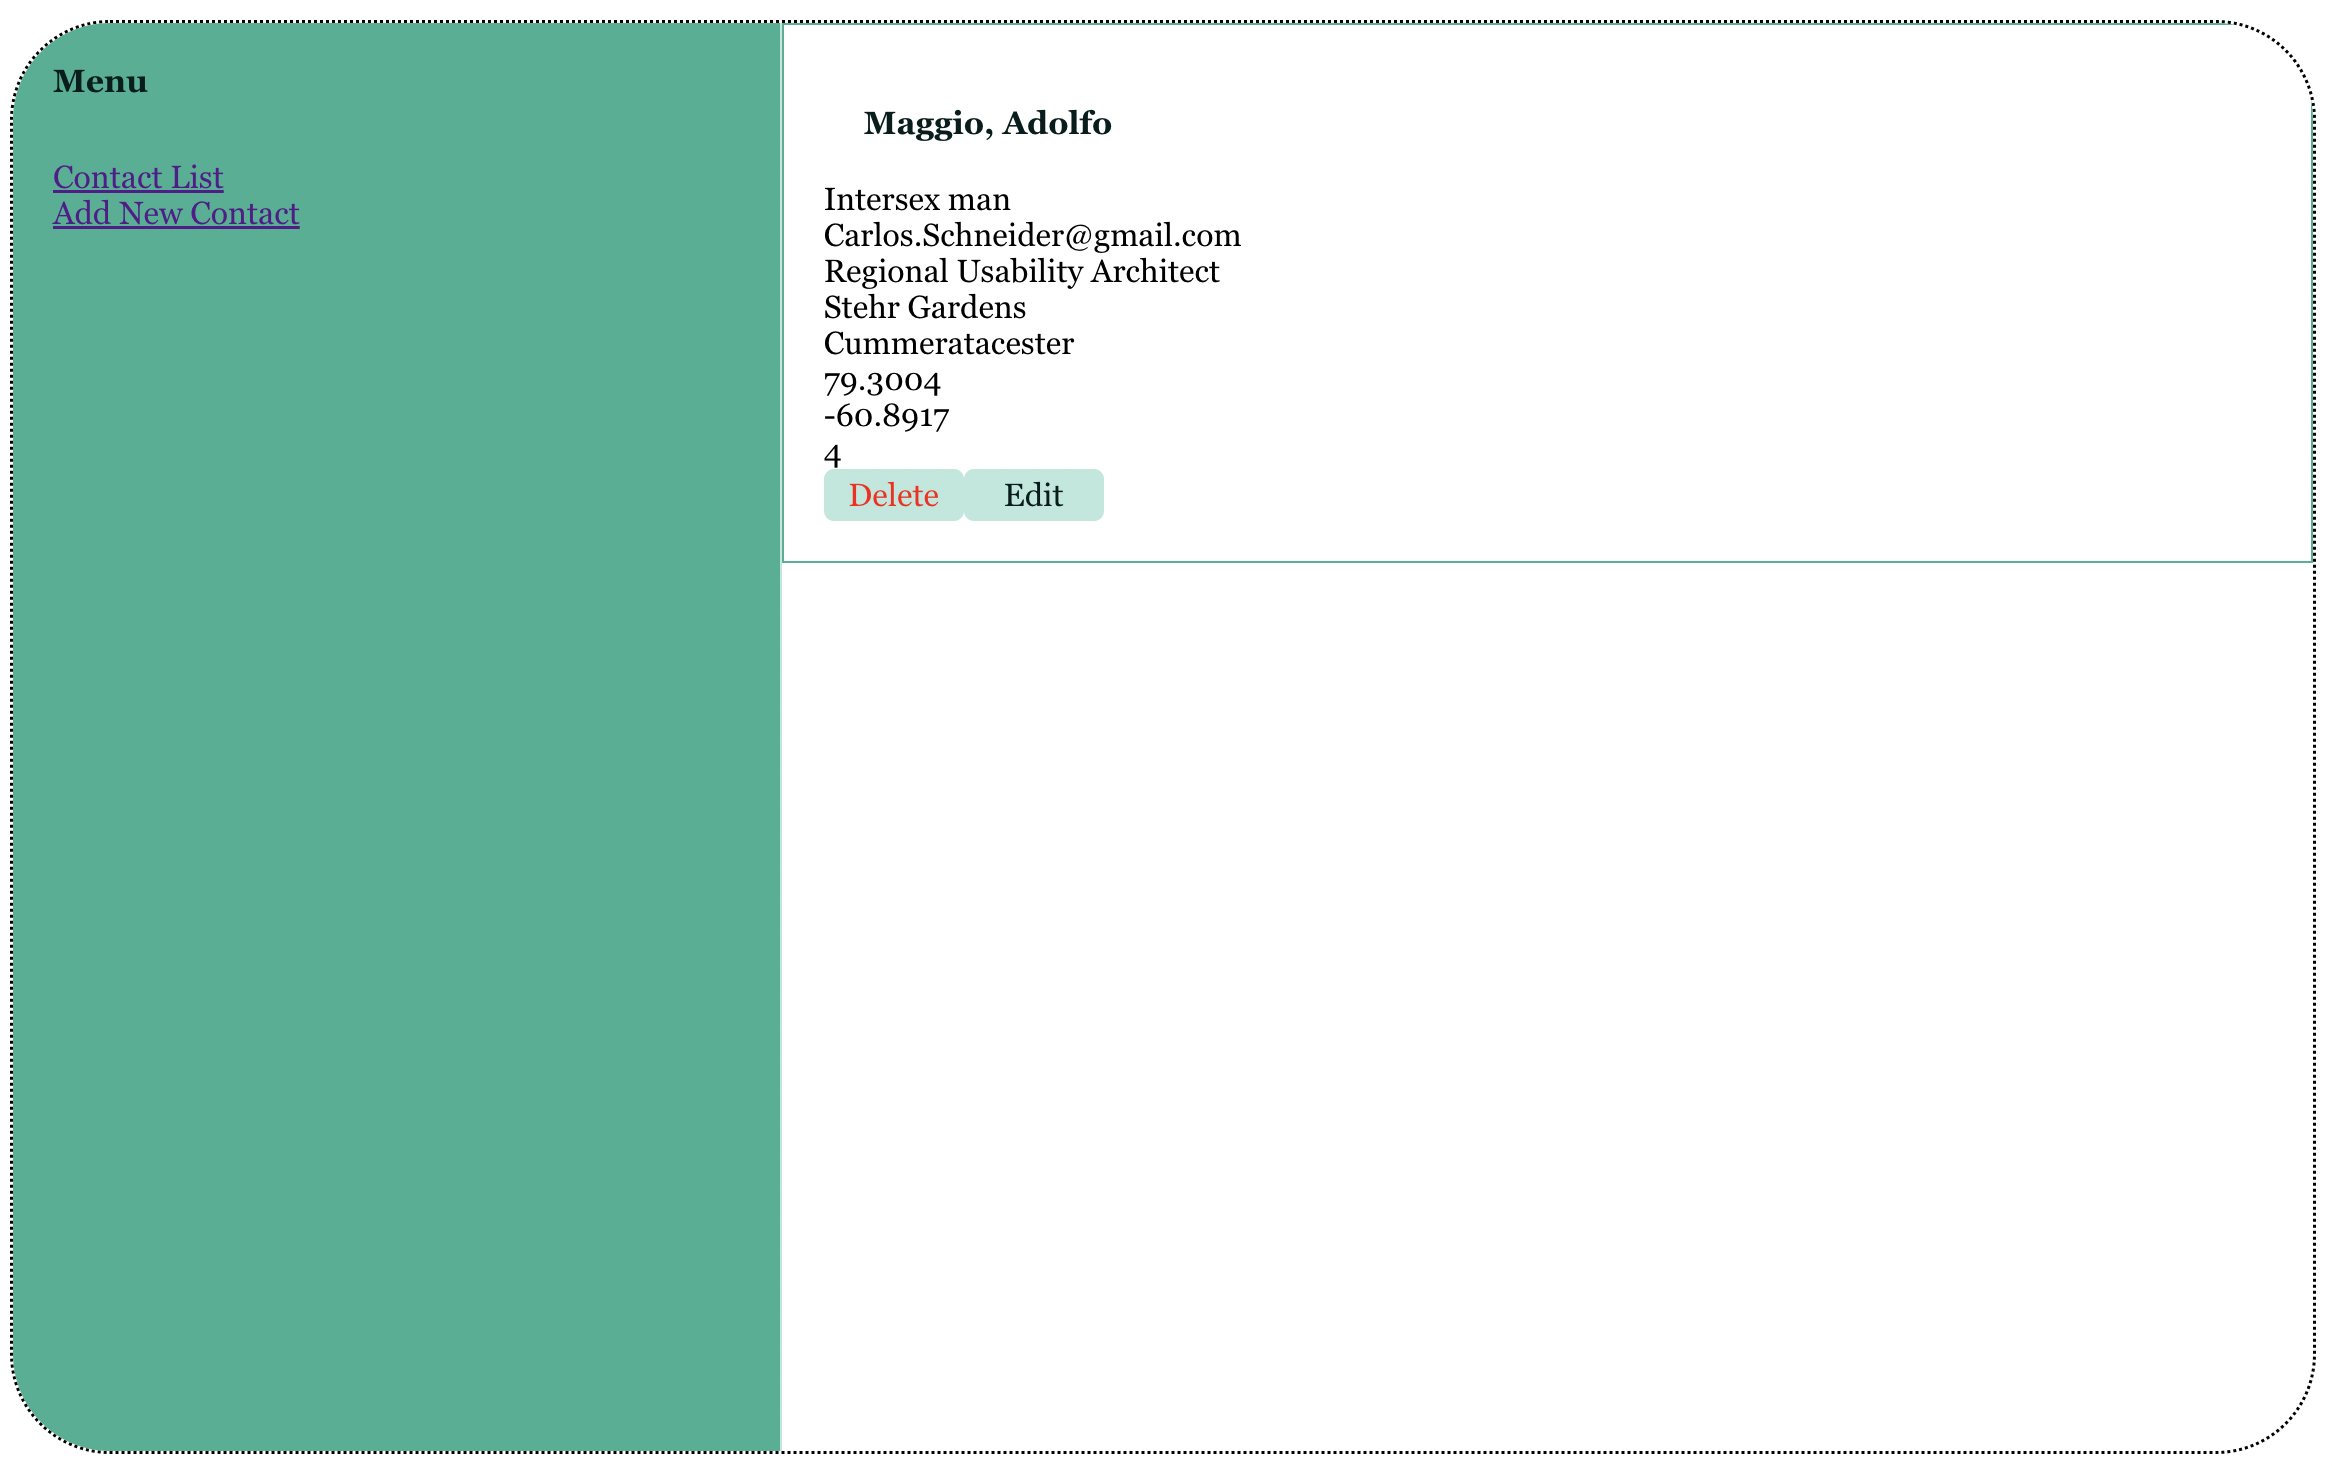 Menu
Contact List
Add New Contact
Maggio, Adolfo
Intersex man
Carlos.Schneider@gmail.com
Regional Usability Architect
Stehr Gardens
Cummeratacester
79.3004
-60.8917
4
Delete
Edit